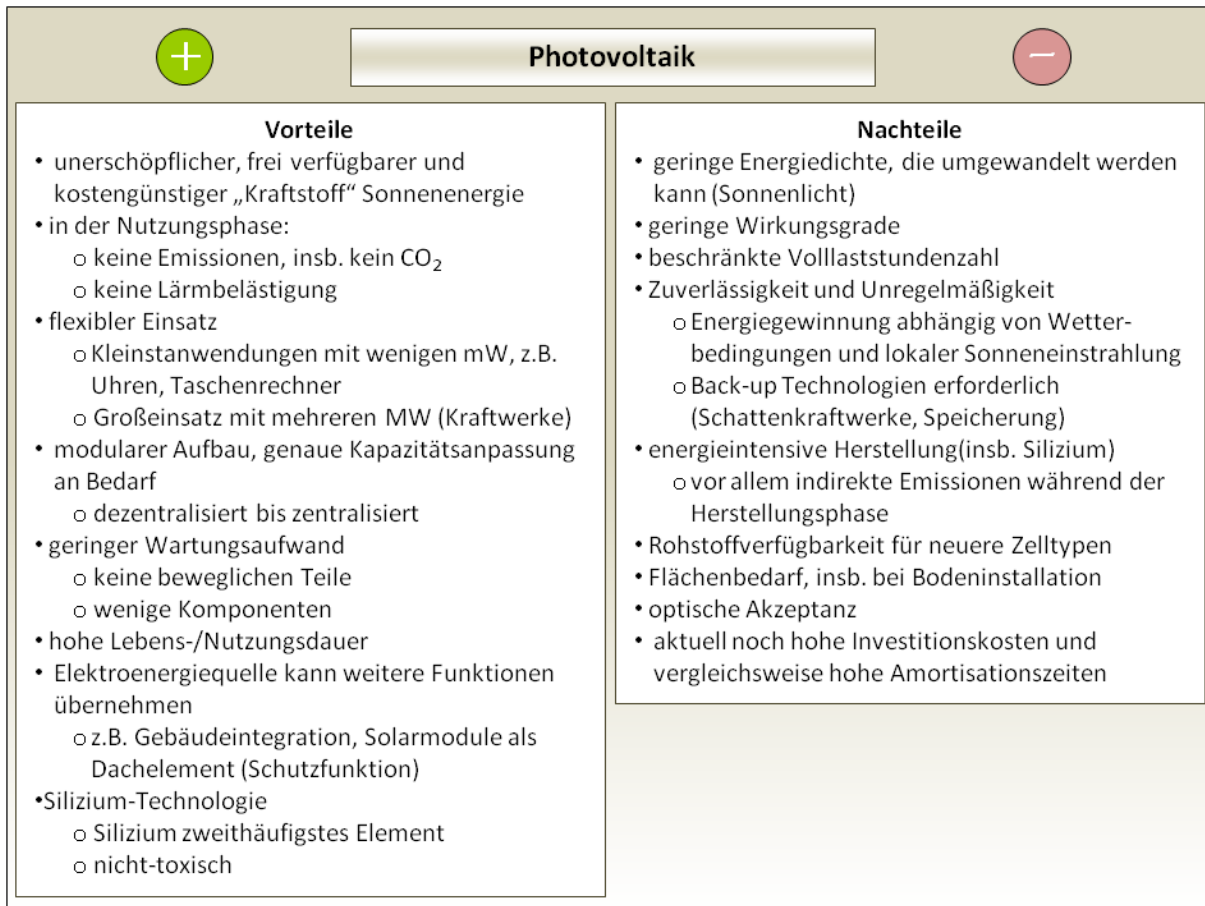 +
Photovoltaik
−
Vorteile
• unerschöpflicher, frei verfügbarer und
kostengünstiger „Kraftstoff“ Sonnenenergie
• in der Nutzungsphase:
o keine Emissionen, insb. kein CO₂
o keine Lärmbelästigung
• flexibler Einsatz
o Kleinstanwendungen mit wenigen mW, z.B.
Uhren, Taschenrechner
o Großeinsatz mit mehreren MW (Kraftwerke)
• modularer Aufbau, genaue Kapazitätsanpassung
an Bedarf
o dezentralisiert bis zentralisiert
• geringer Wartungsaufwand
o keine beweglichen Teile
o wenige Komponenten
• hohe Lebens-/Nutzungsdauer
• Elektroenergiequelle kann weitere Funktionen
übernehmen
o z.B. Gebäudeintegration, Solarmodule als
Dachelement (Schutzfunktion)
•Silizium-Technologie
o Silizium zweithäufigstes Element
o nicht-toxisch
Nachteile
• geringe Energiedichte, die umgewandelt werden
kann (Sonnenlicht)
• geringe Wirkungsgrade
• beschränkte Volllaststundenzahl
• Zuverlässigkeit und Unregelmäßigkeit
o Energiegewinnung abhängig von Wetter-
bedingungen und lokaler Sonneneinstrahlung
o Back-up Technologien erforderlich
(Schattenkraftwerke, Speicherung)
• energieintensive Herstellung(insb. Silizium)
o vor allem indirekte Emissionen während der
Herstellungsphase
• Rohstoffverfügbarkeit für neuere Zelltypen
• Flächenbedarf, insb. bei Bodeninstallation
• optische Akzeptanz
• aktuell noch hohe Investitionskosten und
vergleichsweise hohe Amortisationszeiten